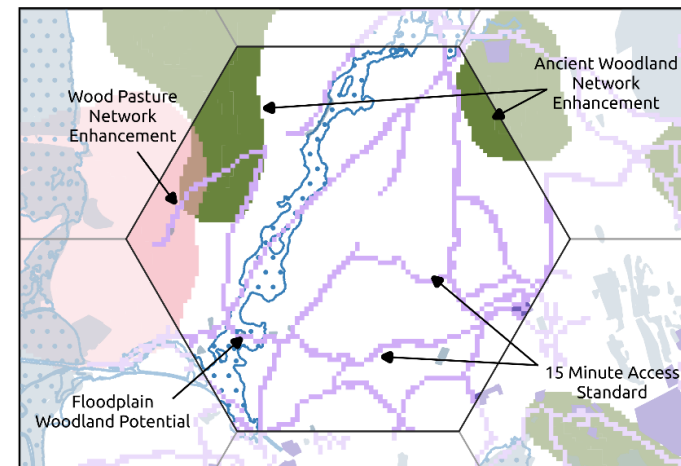 Ancient Woodland
Network
Enhancement
Wood Pasture
Network
Enhancement
15 Minute Access
Standard
Floodplain
Woodland Potential